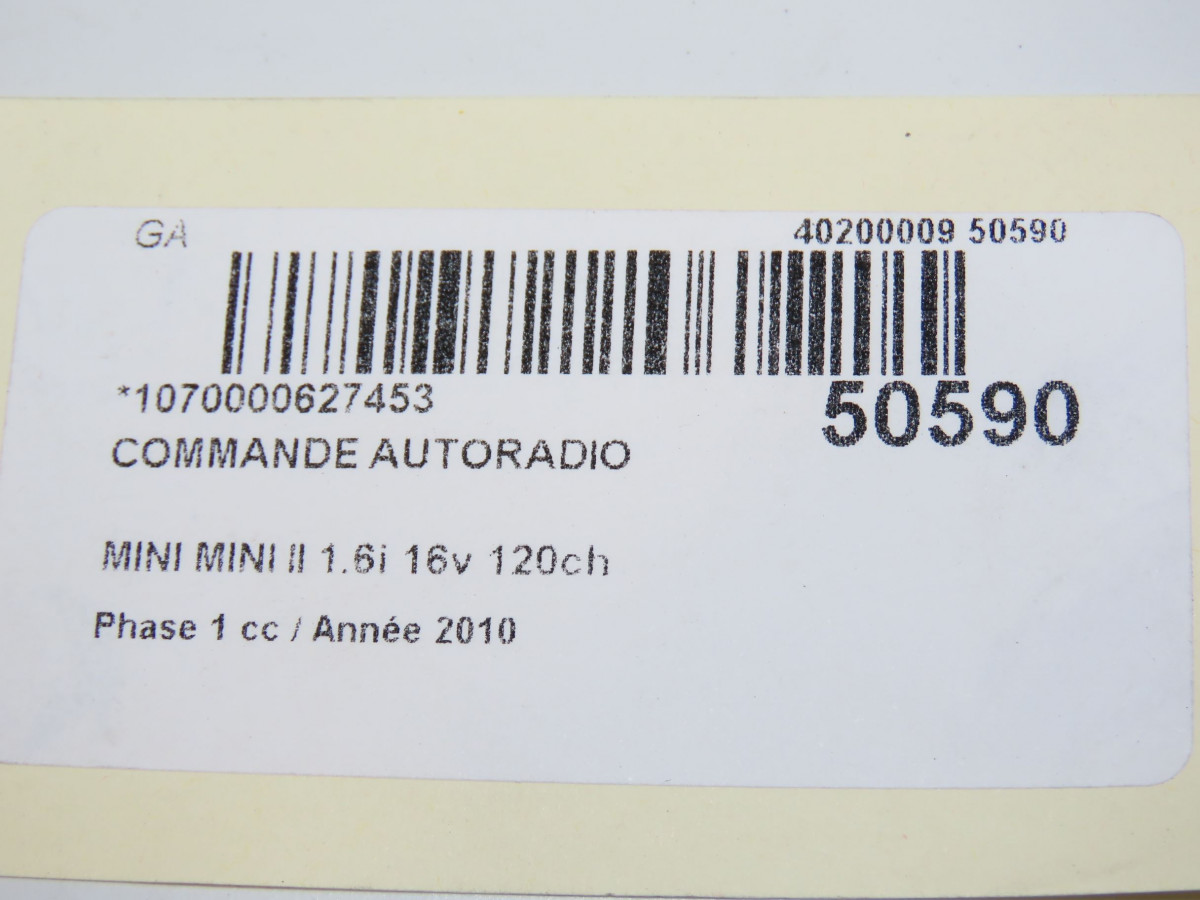 GA 40200009 50590
*1070000627453 50590
COMMANDE AUTORADIO
MINI MINI II 1.6i 16v 120ch
Phase 1 cc / Année 2010